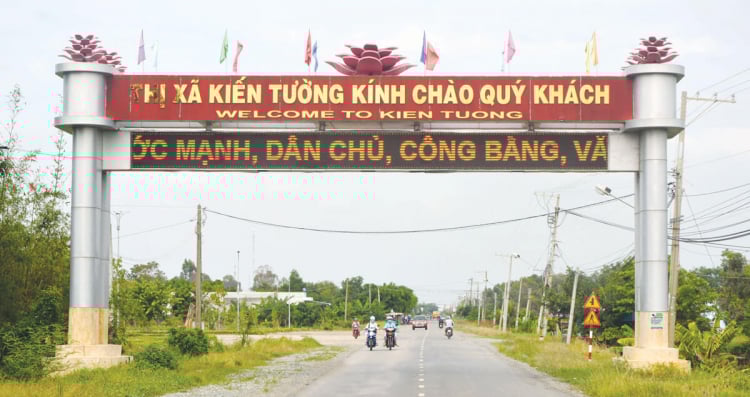 THỊ XÃ KIẾN TƯỜNG KÍNH CHÀO QUÝ KHÁCH
WELCOME TO KIEN TUONG
ỚC MẠNH, DÂN CHỦ, CÔNG BẰNG, VĂ